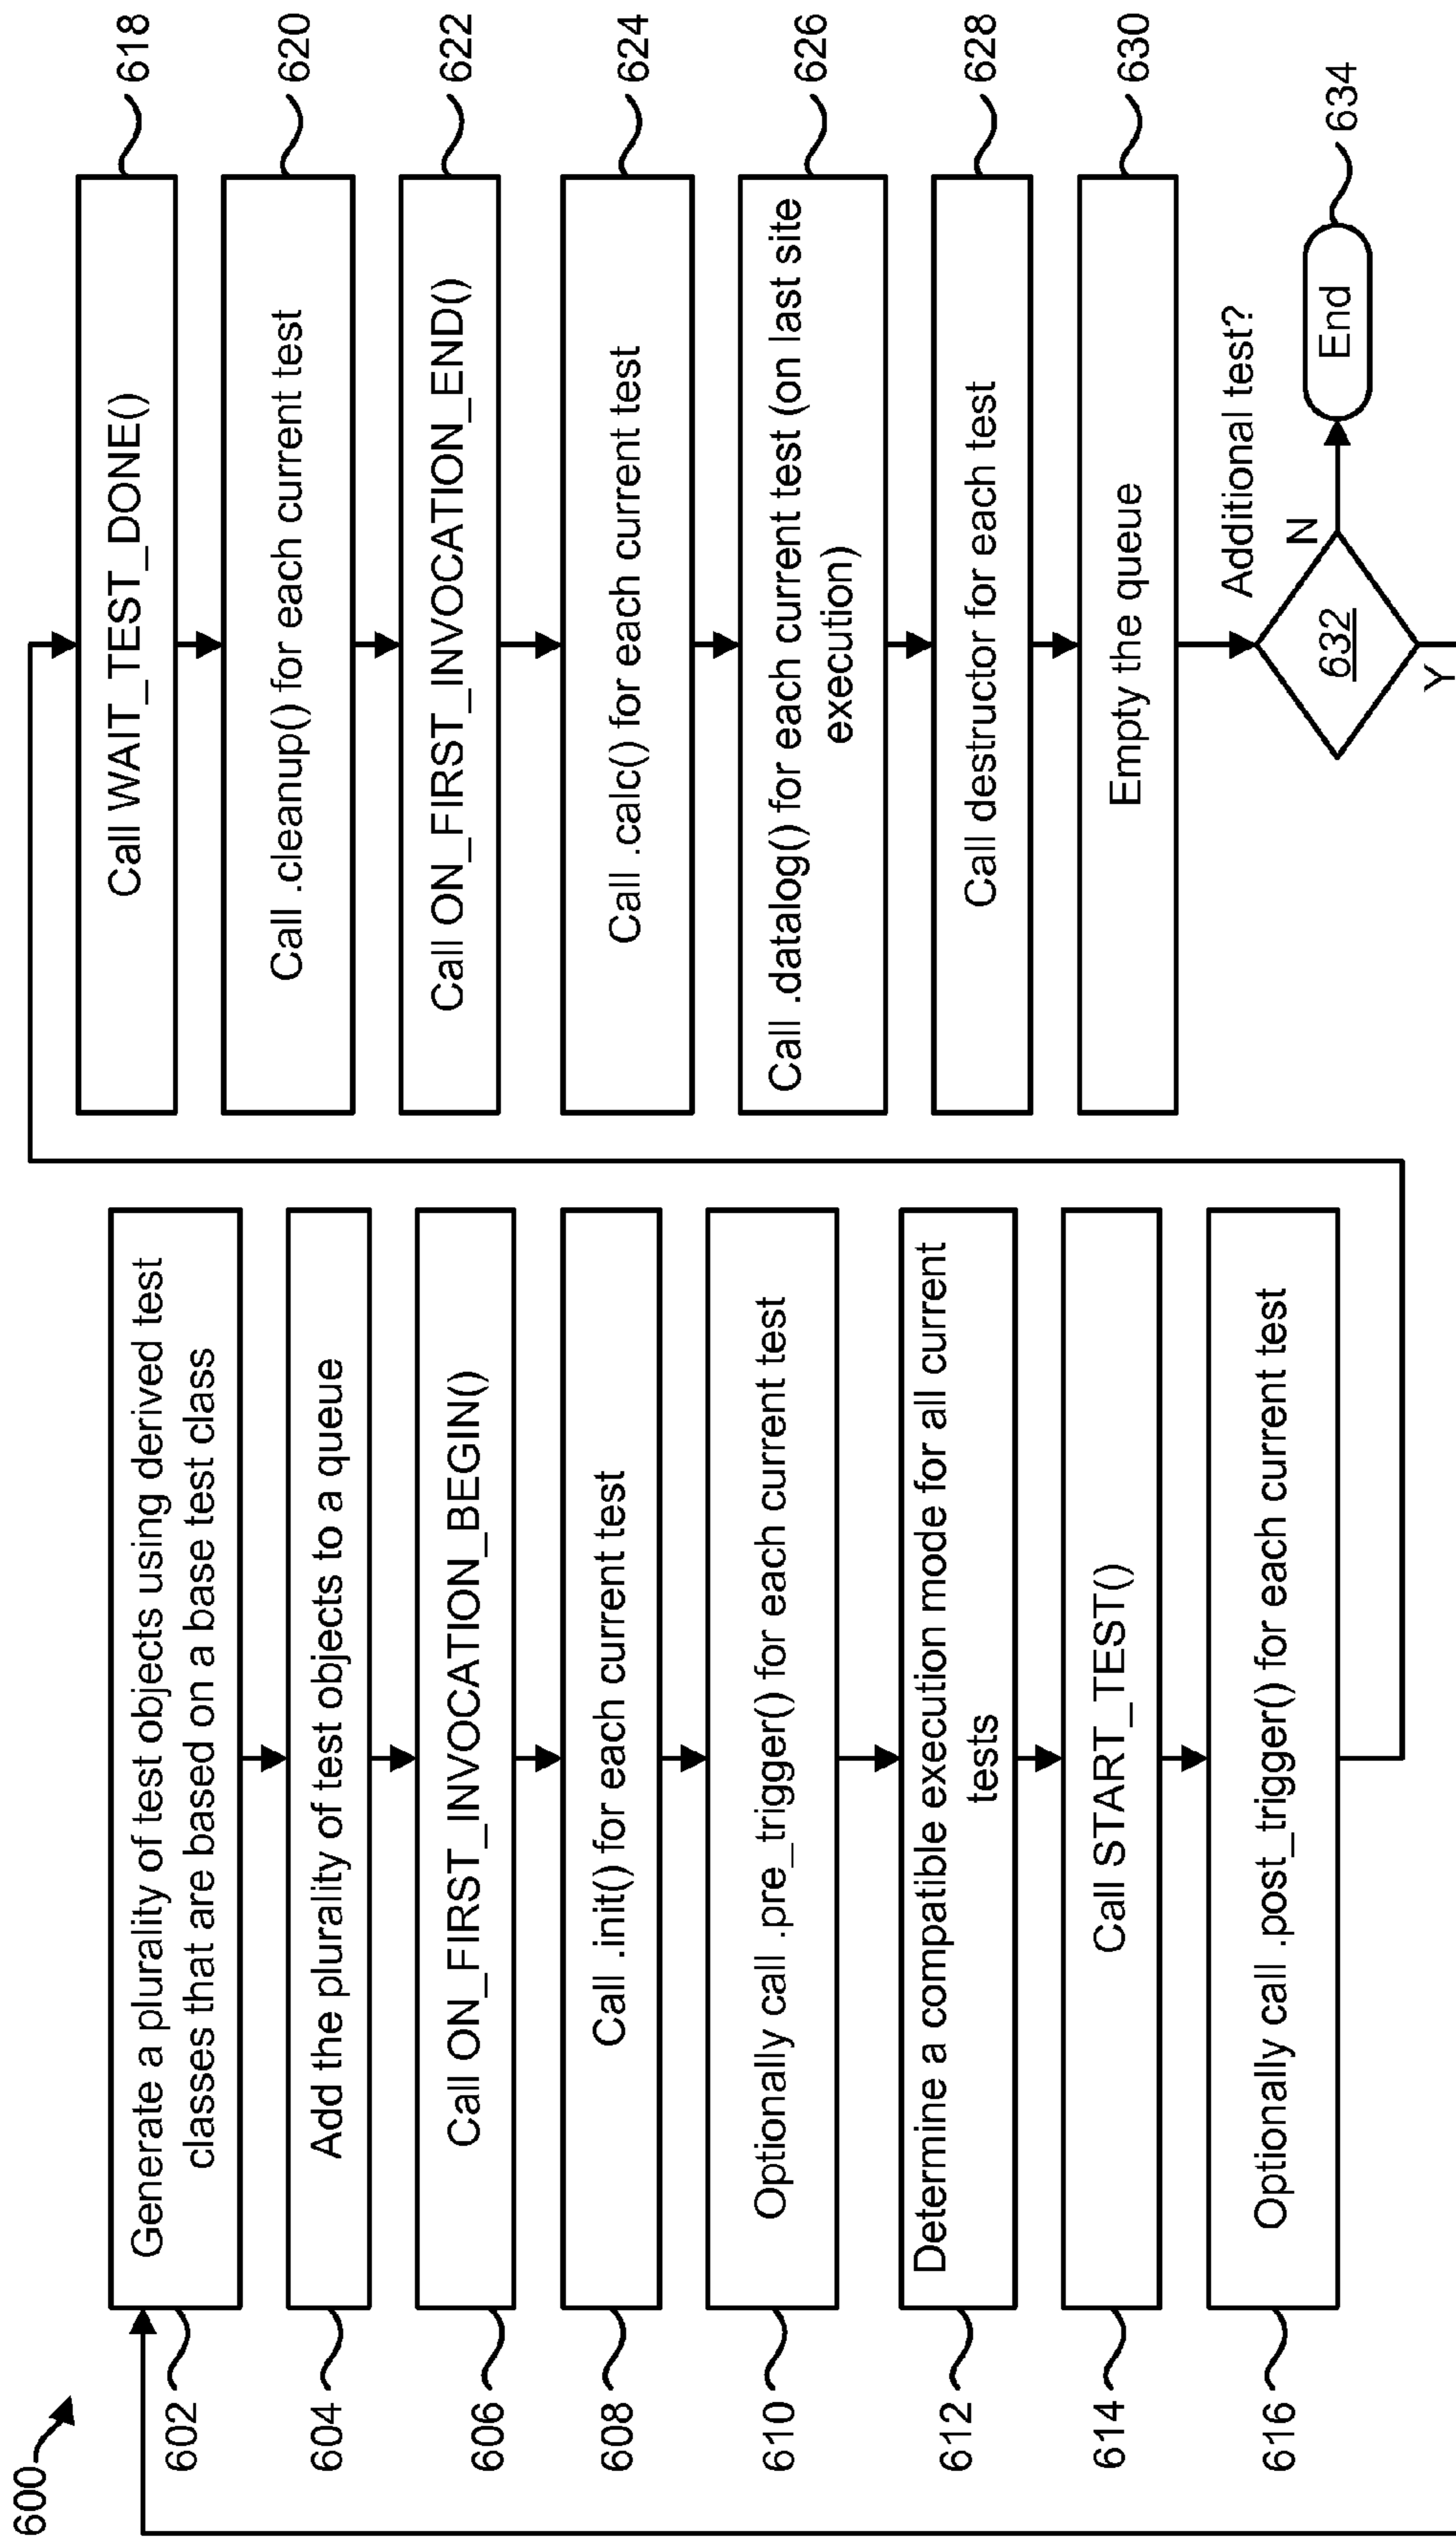 600
602
Generate a plurality of test objects using derived test
classes that are based on a base test class
604
Add the plurality of test objects to a queue
606
Call ON_FIRST_INVOCATION_BEGIN()
608
Call .init() for each current test
610
Optionally call .pre_trigger() for each current test
612
Determine a compatible execution mode for all current
tests
614
Call START_TEST()
616
Optionally call .post_trigger() for each current test
Call WAIT_TEST_DONE()
618
Call .cleanup() for each current test
620
Call ON_FIRST_INVOCATION_END()
622
Call .calc() for each current test
624
Call .datalog() for each current test (on last site
execution)
626
Call destructor for each test
628
Empty the queue
630
Additional test?
632
N
End
634
Y